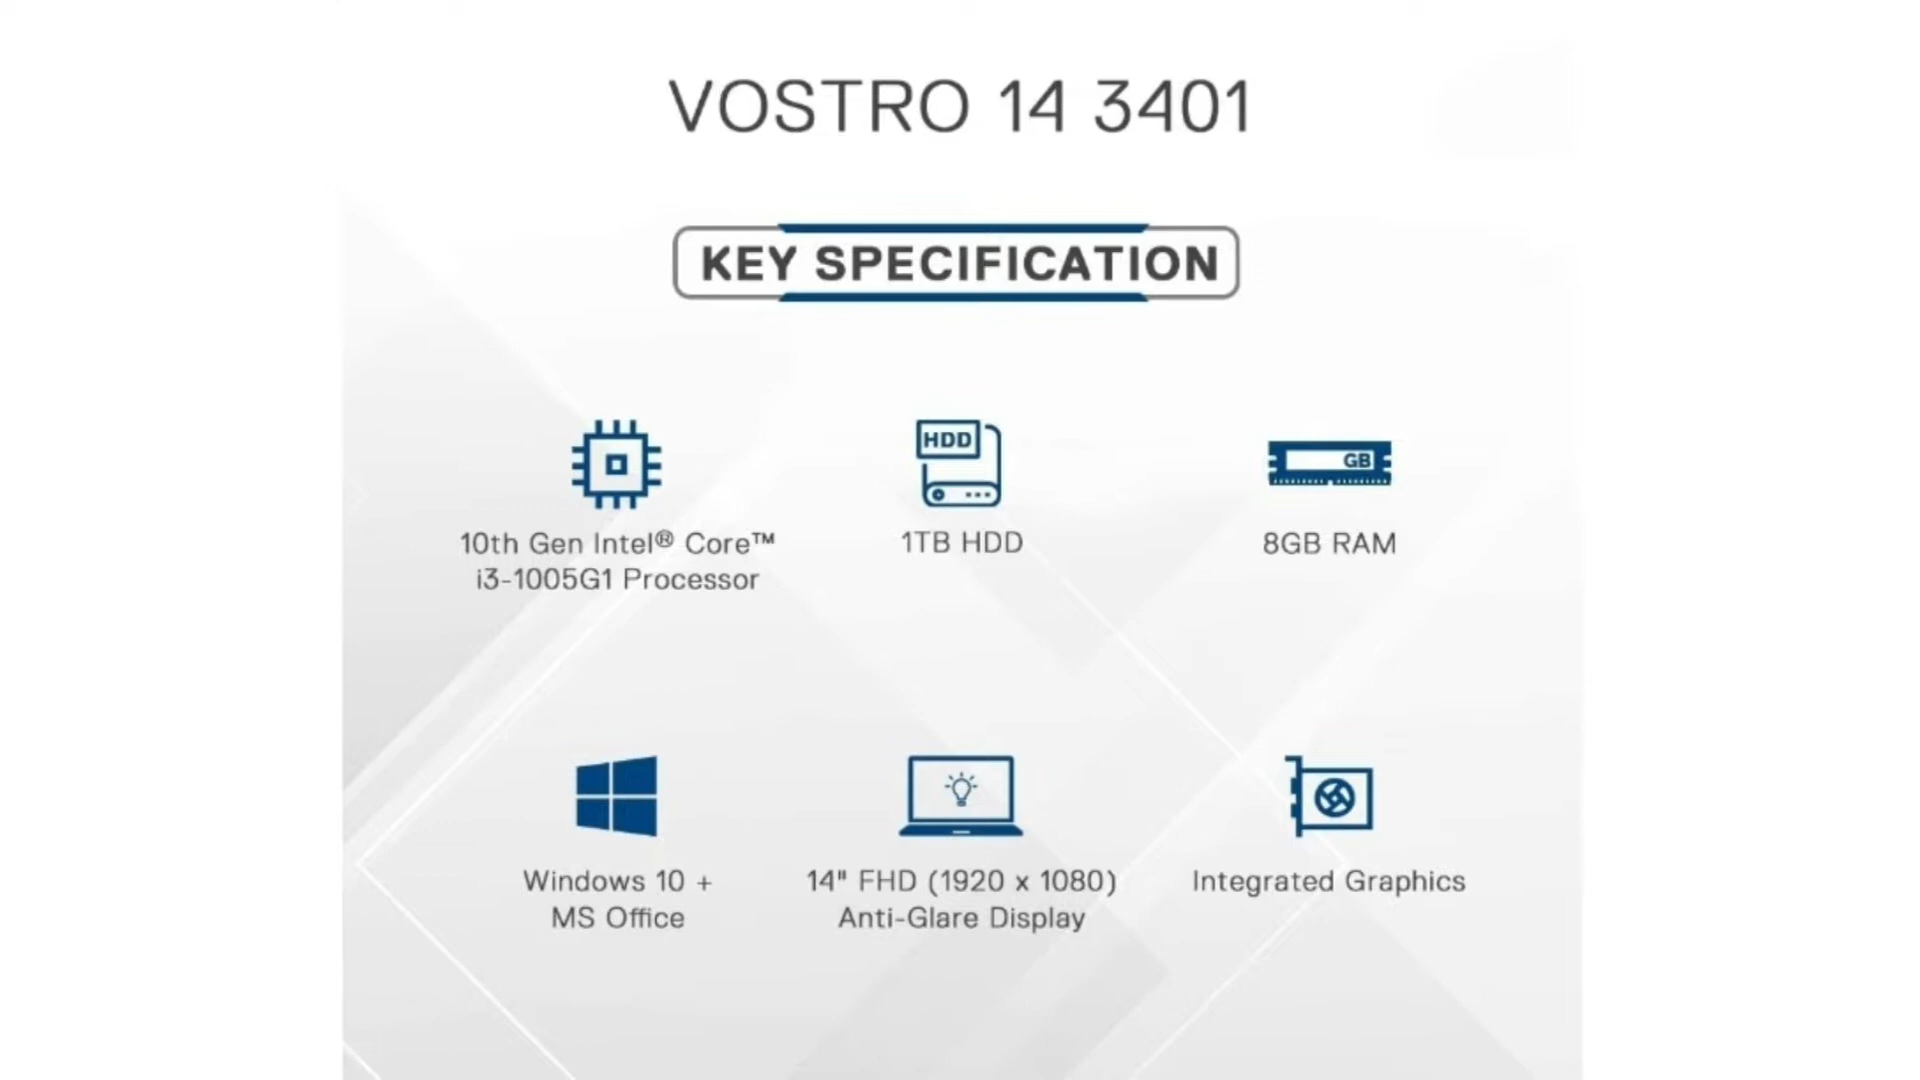 VOSTRO 14 3401
KEY SPECIFICATION
HDD
GB
10th Gen Intel® Core™
i3-1005G1 Processor
1TB HDD
8GB RAM
Windows 10 +
MS Office
14" FHD (1920 x 1080)
Anti-Glare Display
Integrated Graphics